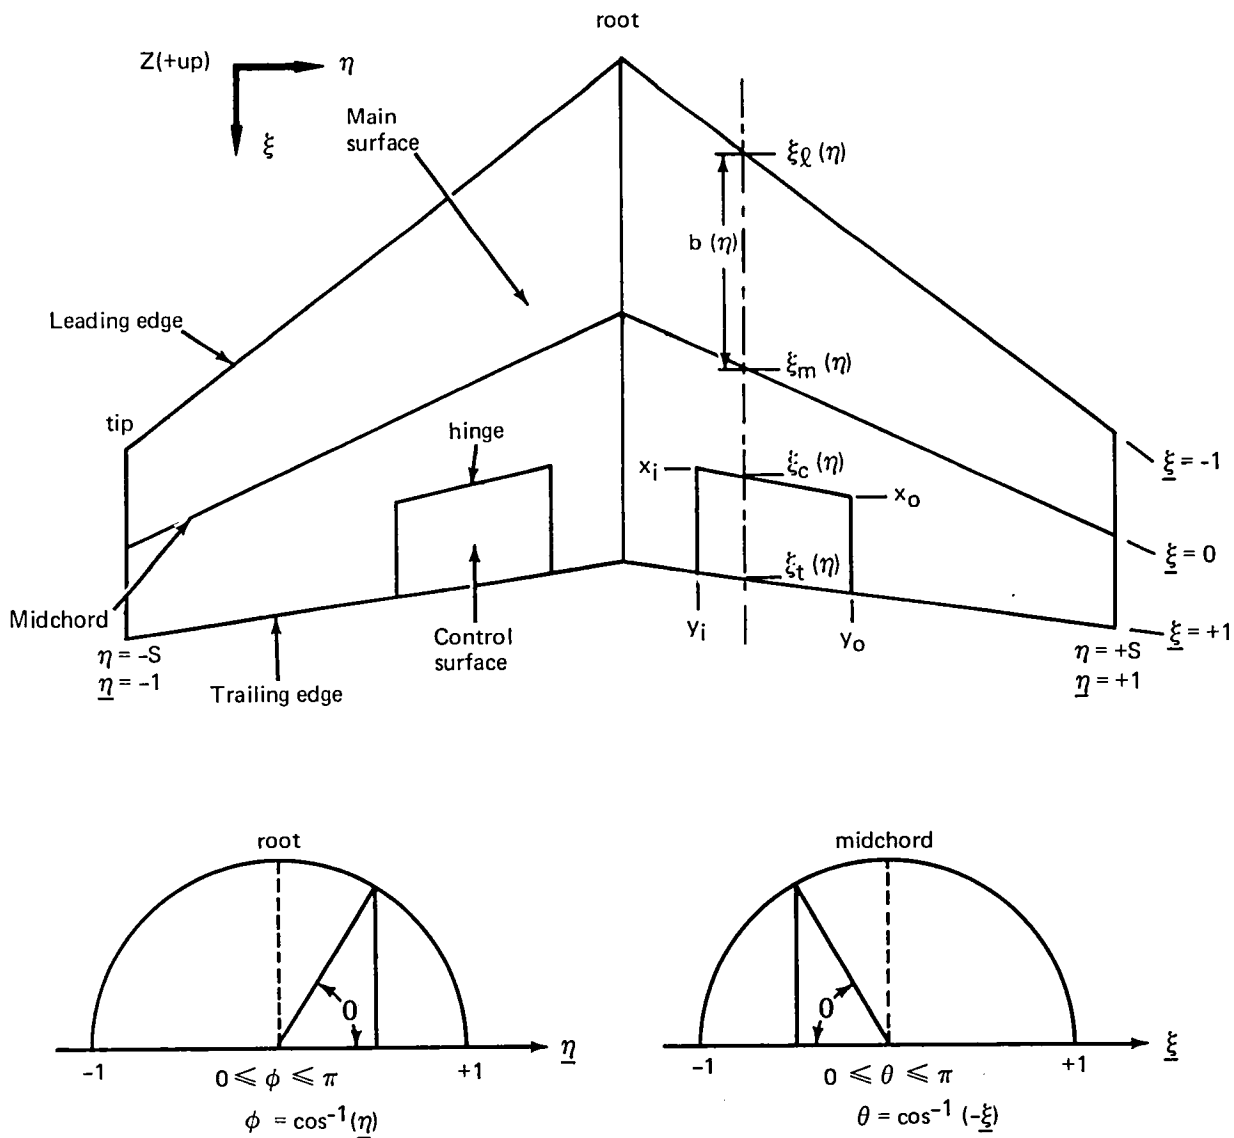 root
Z(+up)
η
ξ
Main
surface
ξℓ (η)
b (η)
Leading edge
ξm (η)
tip
hinge
xi
ξc (η)
xo
ξ = -1
ξ = 0
ξt (η)
Midchord
Control
surface
yi
yo
ξ = +1
η = -S
η = -1
Trailing edge
η = +S
η = +1
root
0
η
-1
+1
0 ≤ ϕ ≤ π
ϕ = cos⁻¹(η)
midchord
0
ξ
-1
+1
0 ≤ θ ≤ π
θ = cos⁻¹ (-ξ)